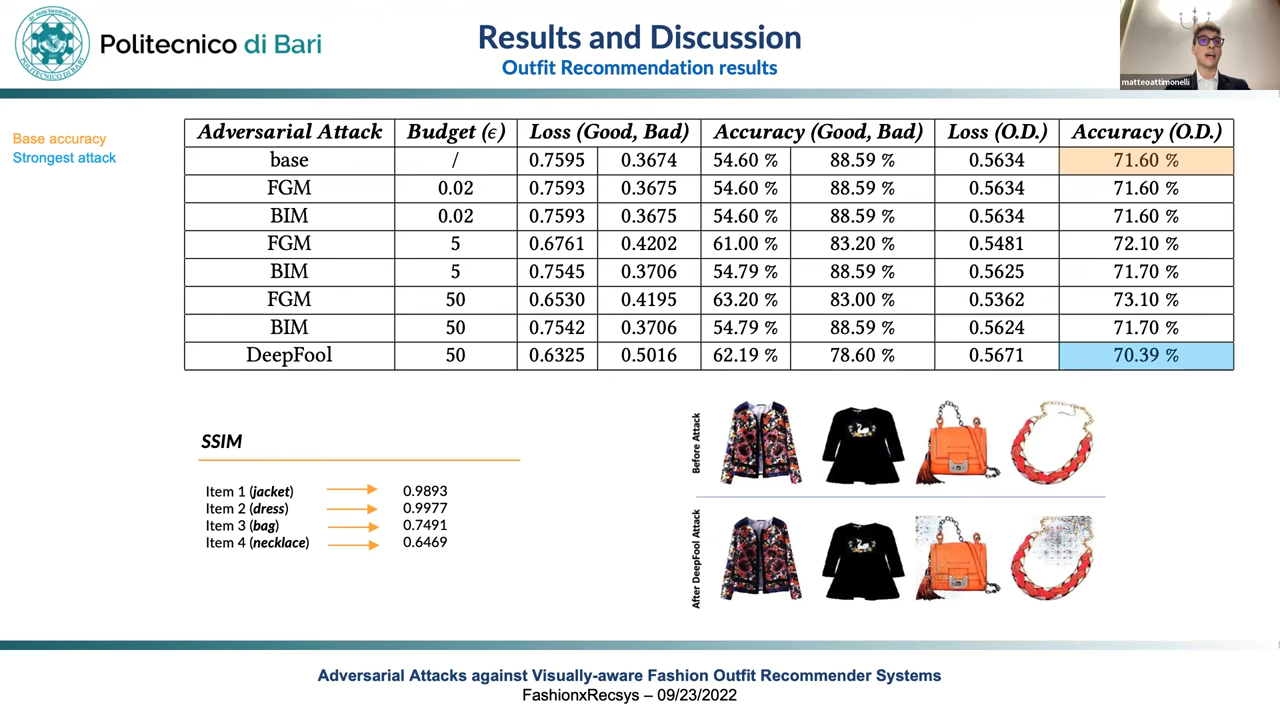 Politecnico di Bari
Results and Discussion
Outfit Recommendation results
matteoattimonelli
Base accuracy
Strongest attack
Adversarial Attack Budget (ϵ) Loss (Good, Bad) Accuracy (Good, Bad) Loss (O.D.) Accuracy (O.D.)
base / 0.7595 0.3674 54.60 % 88.59 % 0.5634 71.60 %
FGM 0.02 0.7593 0.3675 54.60 % 88.59 % 0.5634 71.60 %
BIM 0.02 0.7593 0.3675 54.60 % 88.59 % 0.5634 71.60 %
FGM 5 0.6761 0.4202 61.00 % 83.20 % 0.5481 72.10 %
BIM 5 0.7545 0.3706 54.79 % 88.59 % 0.5625 71.70 %
FGM 50 0.6530 0.4195 63.20 % 83.00 % 0.5362 73.10 %
BIM 50 0.7542 0.3706 54.79 % 88.59 % 0.5624 71.70 %
DeepFool 50 0.6325 0.5016 62.19 % 78.60 % 0.5671 70.39 %
SSIM
Item 1 (jacket) 0.9893
Item 2 (dress) 0.9977
Item 3 (bag) 0.7491
Item 4 (necklace) 0.6469
Before Attack
After DeepFool Attack
Adversarial Attacks against Visually-aware Fashion Outfit Recommender Systems
FashionxRecsys – 09/23/2022